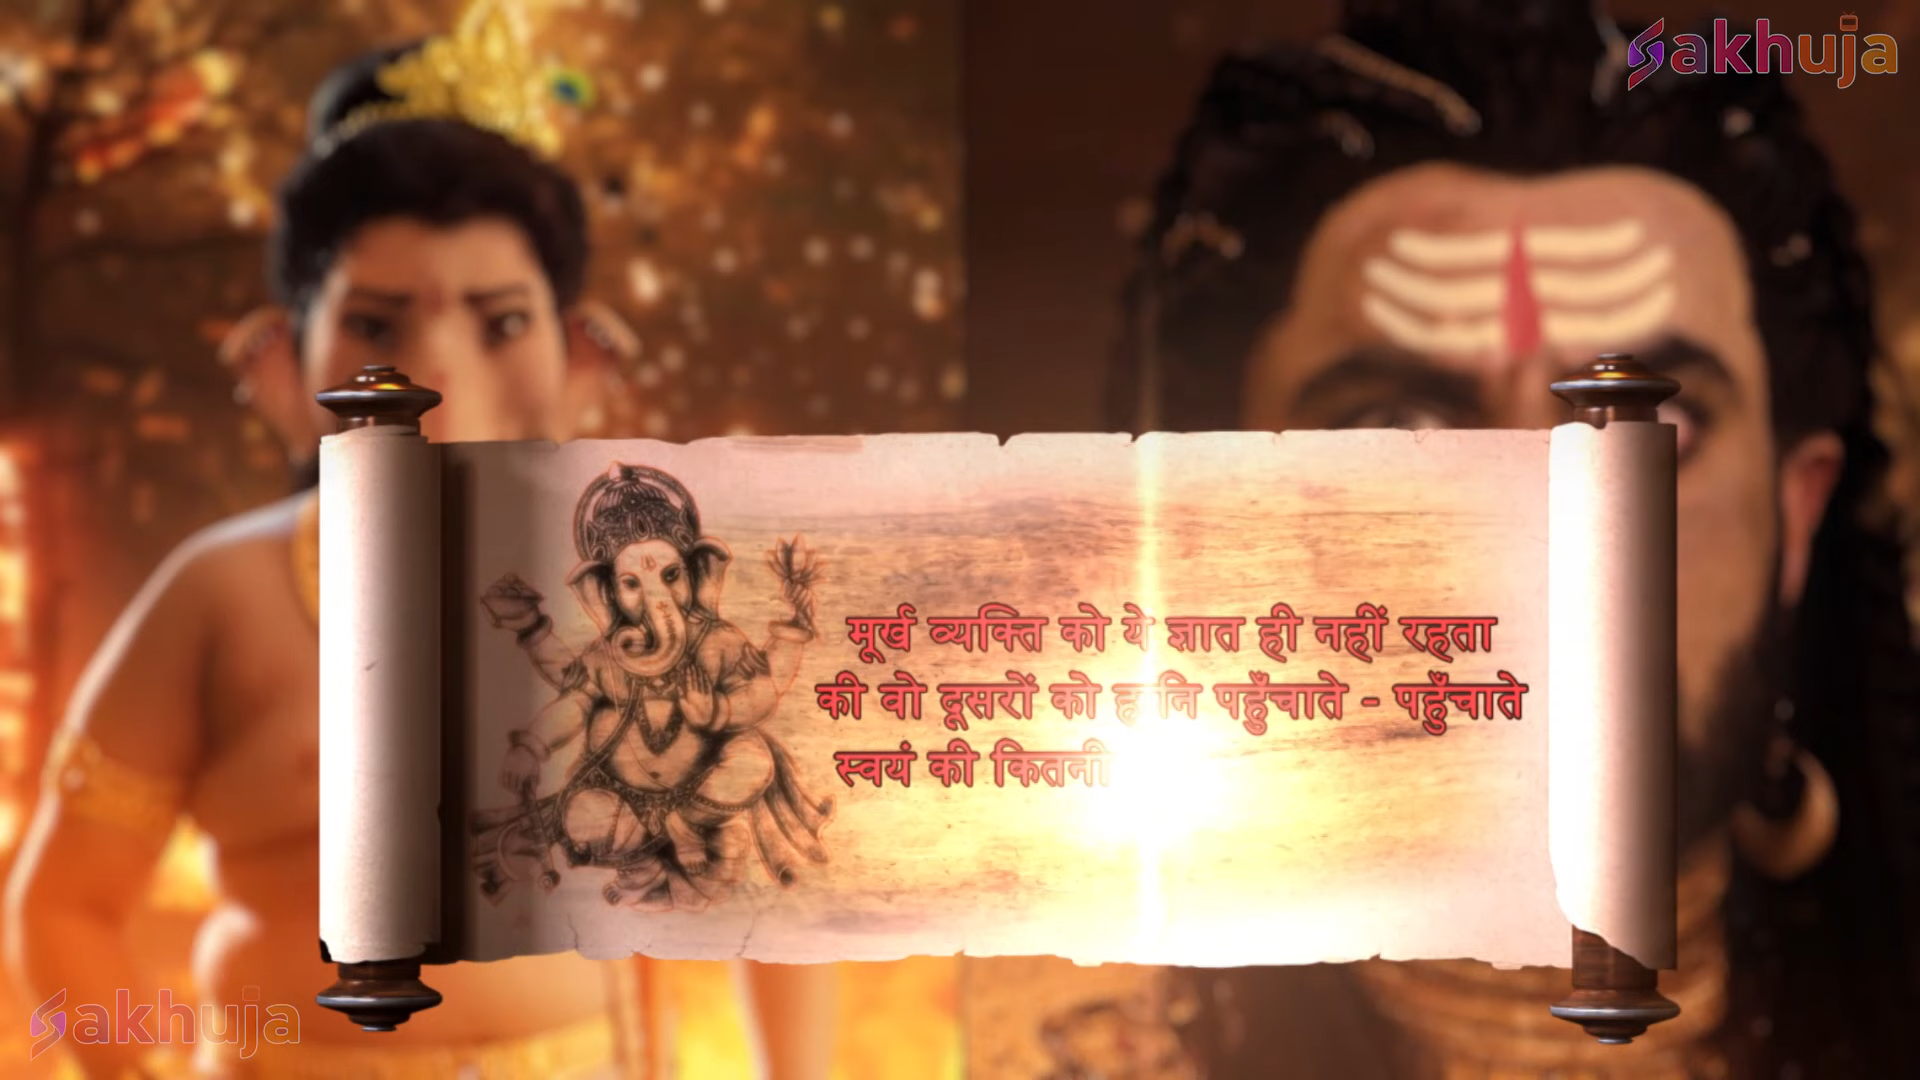 Sakhuja
मूर्ख व्यक्ति को ये ज्ञात ही नहीं रहता
की वो दूसरों को हानि पहुँचाते - पहुँचाते
स्वयं की कितनी
Sakhuja